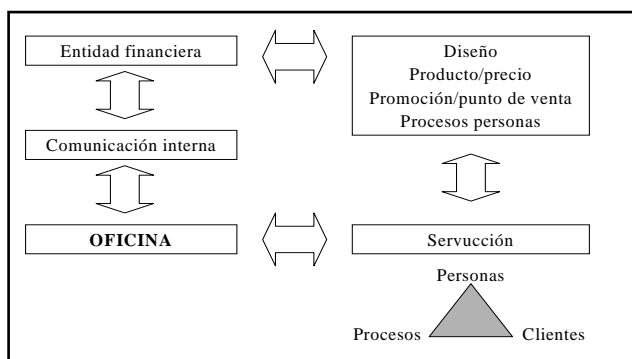 Entidad financiera
Diseño
Producto/precio
Promoción/punto de venta
Procesos personas
Comunicación interna
OFICINA
Servucción
Personas
Procesos
Clientes